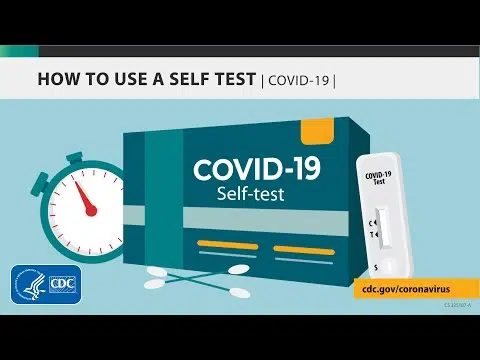 HOW TO USE A SELF TEST | COVID-19 |
COVID-19
Self-test
COVID-19
Test
C
T
S
CDC
cdc.gov/coronavirus